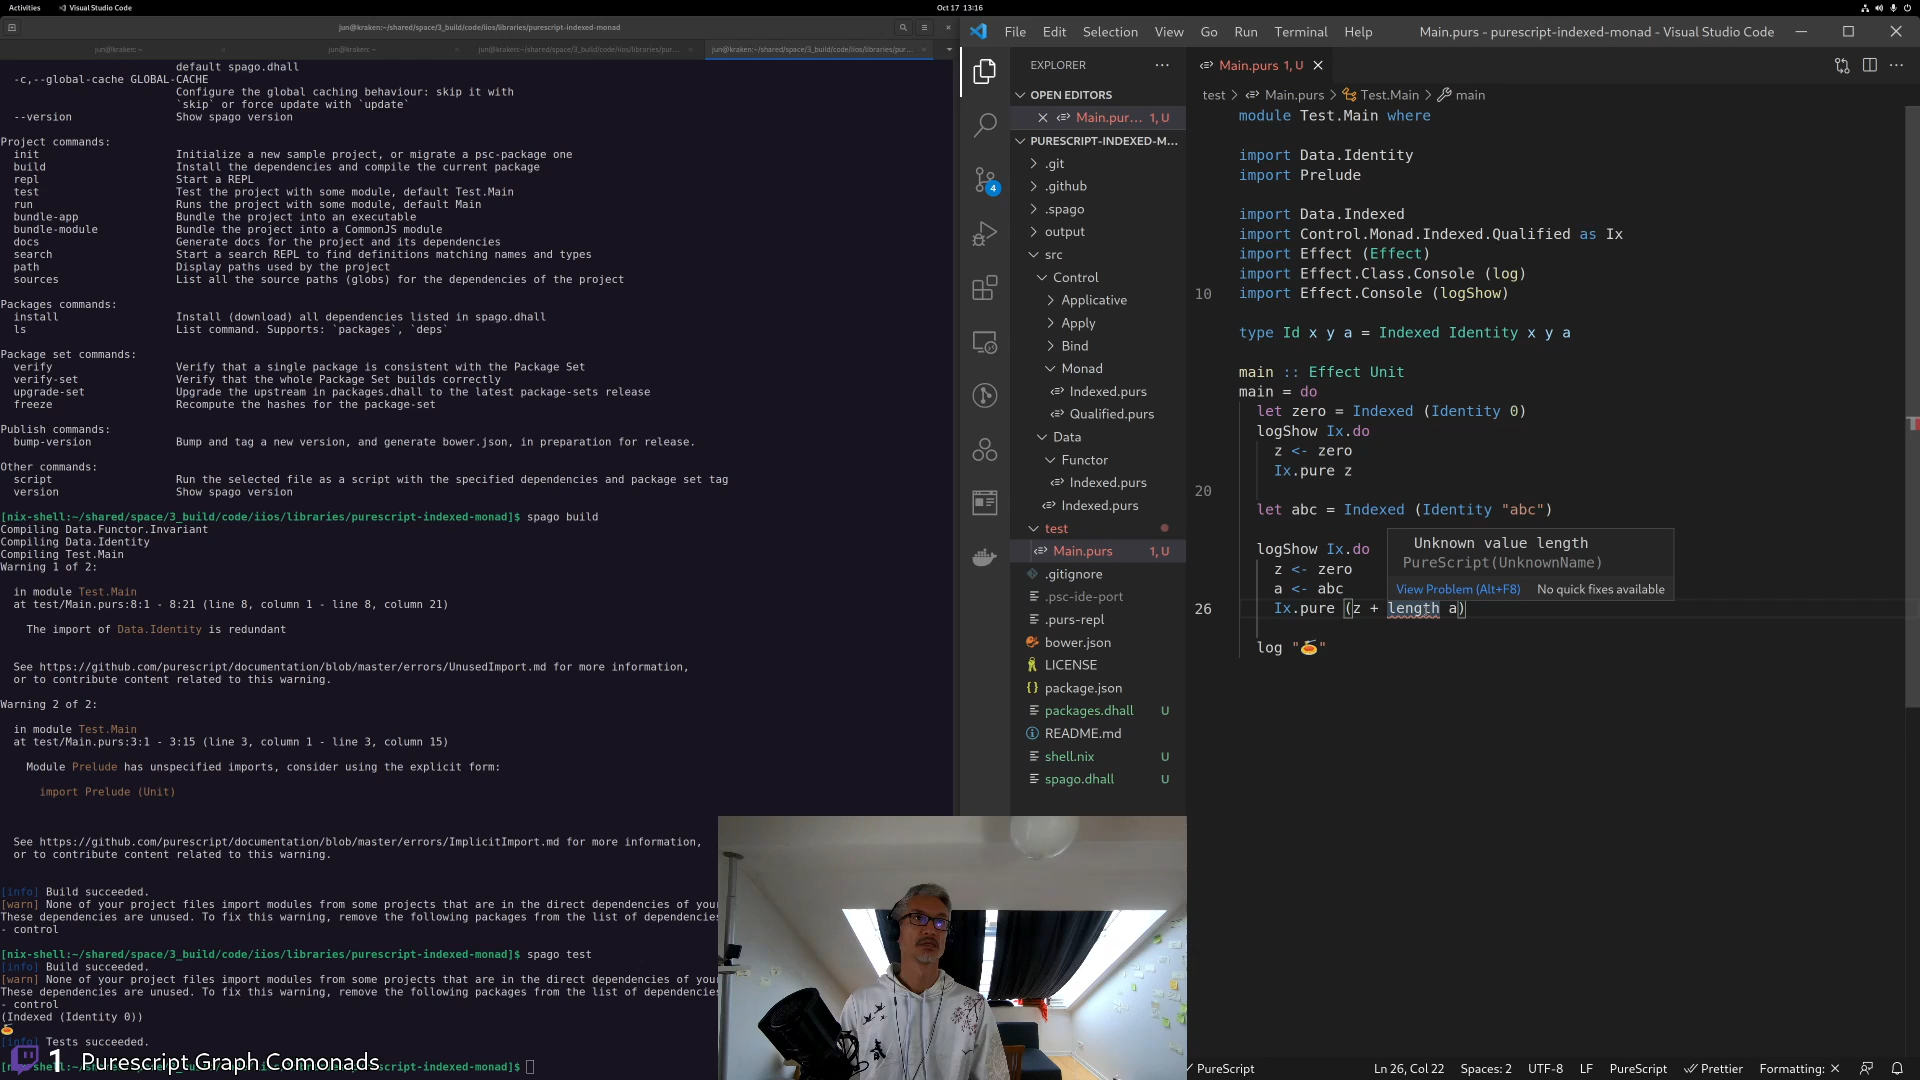 Activities
Visual Studio Code
Oct 17 13:16
jun@kraken:~/shared/space/3_build/code/iios/libraries/purescript-indexed-monad
jun@kraken: ~
jun@kraken: ~
jun@kraken:~/shared/space/3_build/code/iios/libraries/pur...
jun@kraken:~/shared/space/3_build/code/iios/libraries/pur...
default spago.dhall
-c,--global-cache GLOBAL-CACHE
Configure the global caching behaviour: skip it with
`skip` or force update with `update`
--version Show spago version
Project commands:
init Initialize a new sample project, or migrate a psc-package one
build Install the dependencies and compile the current package
repl Start a REPL
test Test the project with some module, default Test.Main
run Runs the project with some module, default Main
bundle-app Bundle the project into an executable
bundle-module Bundle the project into a CommonJS module
docs Generate docs for the project and its dependencies
search Start a search REPL to find definitions matching names and types
path Display paths used by the project
sources List all the source paths (globs) for the dependencies of the project
Packages commands:
install Install (download) all dependencies listed in spago.dhall
ls List command. Supports: `packages`, `deps`
Package set commands:
verify Verify that a single package is consistent with the Package Set
verify-set Verify that the whole Package Set builds correctly
upgrade-set Upgrade the upstream in packages.dhall to the latest package-sets release
freeze Recompute the hashes for the package-set
Publish commands:
bump-version Bump and tag a new version, and generate bower.json, in preparation for release.
Other commands:
script Run the selected file as a script with the specified dependencies and package set tag
version Show spago version
[nix-shell:~/shared/space/3_build/code/iios/libraries/purescript-indexed-monad]$ spago build
Compiling Data.Functor.Invariant
Compiling Data.Identity
Compiling Test.Main
Warning 1 of 2:
in module Test.Main
at test/Main.purs:8:1 - 8:21 (line 8, column 1 - line 8, column 21)
The import of Data.Identity is redundant
See https://github.com/purescript/documentation/blob/master/errors/UnusedImport.md for more information,
or to contribute content related to this warning.
Warning 2 of 2:
in module Test.Main
at test/Main.purs:3:1 - 3:15 (line 3, column 1 - line 3, column 15)
Module Prelude has unspecified imports, consider using the explicit form:
import Prelude (Unit)
See https://github.com/purescript/documentation/blob/master/errors/ImplicitImport.md for more information,
or to contribute content related to this warning.
[info] Build succeeded.
[warn] None of your project files import modules from some projects that are in the direct dependencies of your
These dependencies are unused. To fix this warning, remove the following packages from the list of dependencies
- control
[nix-shell:~/shared/space/3_build/code/iios/libraries/purescript-indexed-monad]$ spago test
[info] Build succeeded.
[warn] None of your project files import modules from some projects that are in the direct dependencies of your
These dependencies are unused. To fix this warning, remove the following packages from the list of dependencies
- control
(Indexed (Identity 0))
🍝
[info] Tests succeeded.
1 Purescript Graph Comonads
File Edit Selection View Go Run Terminal Help
Main.purs - purescript-indexed-monad - Visual Studio Code
EXPLORER
OPEN EDITORS
Main.pur... 1, U
PURESCRIPT-INDEXED-M...
.git
.github
.spago
output
src
Control
Applicative
Apply
Bind
Monad
Indexed.purs
Qualified.purs
Data
Functor
Indexed.purs
Indexed.purs
test
Main.purs 1, U
.gitignore
.psc-ide-port
.purs-repl
bower.json
LICENSE
package.json
packages.dhall U
README.md
shell.nix U
spago.dhall U
4
Main.purs 1, U
test > Main.purs > Test.Main > main
module Test.Main where
import Data.Identity
import Prelude
import Data.Indexed
import Control.Monad.Indexed.Qualified as Ix
import Effect (Effect)
import Effect.Class.Console (log)
10 import Effect.Console (logShow)
type Id x y a = Indexed Identity x y a
main :: Effect Unit
main = do
let zero = Indexed (Identity 0)
logShow Ix.do
z <- zero
Ix.pure z
20
let abc = Indexed (Identity "abc")
logShow Ix.do
z <- zero
a <- abc
26 Ix.pure (z + length a)
log "🍝"
Unknown value length
PureScript(UnknownName)
View Problem (Alt+F8) No quick fixes available
PureScript
Ln 26, Col 22
Spaces: 2
UTF-8
LF
PureScript
Prettier
Formatting: ×